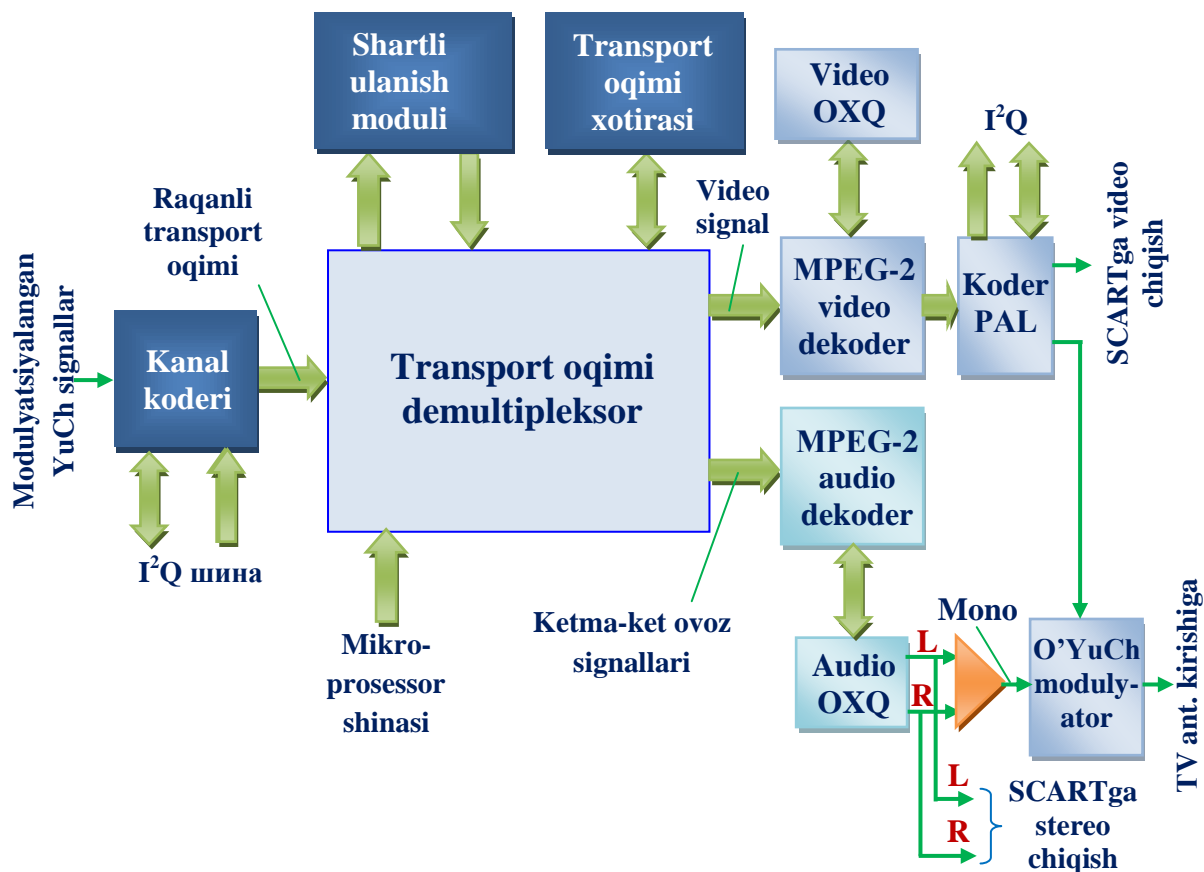 Shartli
ulanish
moduli
Transport
oqimi
xotirasi
Video
OXQ
I²Q
SCARTga video
chiqish
Raqanli
transport
oqimi
Video
signal
Modulyatsiyalangan
YuCh signallar
Kanal
koderi
Transport oqimi
demultipleksor
MPEG-2
video
dekoder
Koder
PAL
MPEG-2
audio
dekoder
I²Q шина
Mikro-
prosessor
shinasi
Ketma-ket ovoz
signallari
Audio
OXQ
L
R
Mono
O’YuCh
moduly-
ator
TV ant. kirishiga
L
R
SCARTga
stereo
chiqish